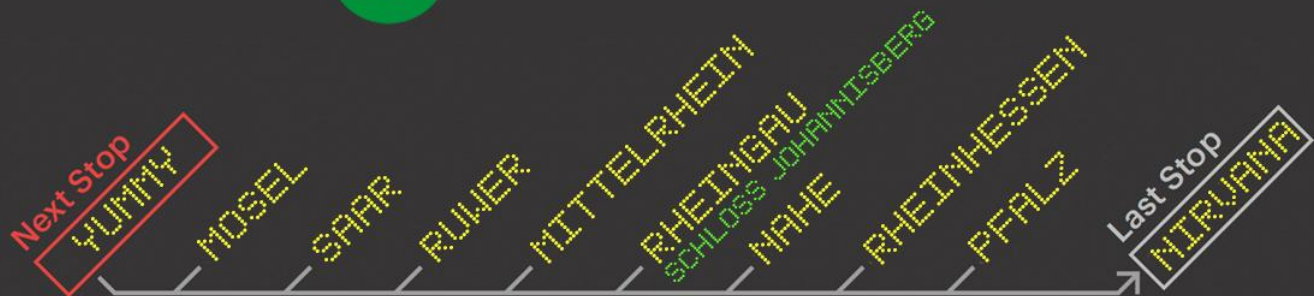 Next Stop
YUMMY
MOSEL
SAAR
RUWER
MITTELRHEIN
RHEINGAU
SCHLOSS JOHANNISBERG
NAHE
RHEINHESSEN
PFALZ
Last Stop
NIRVANA